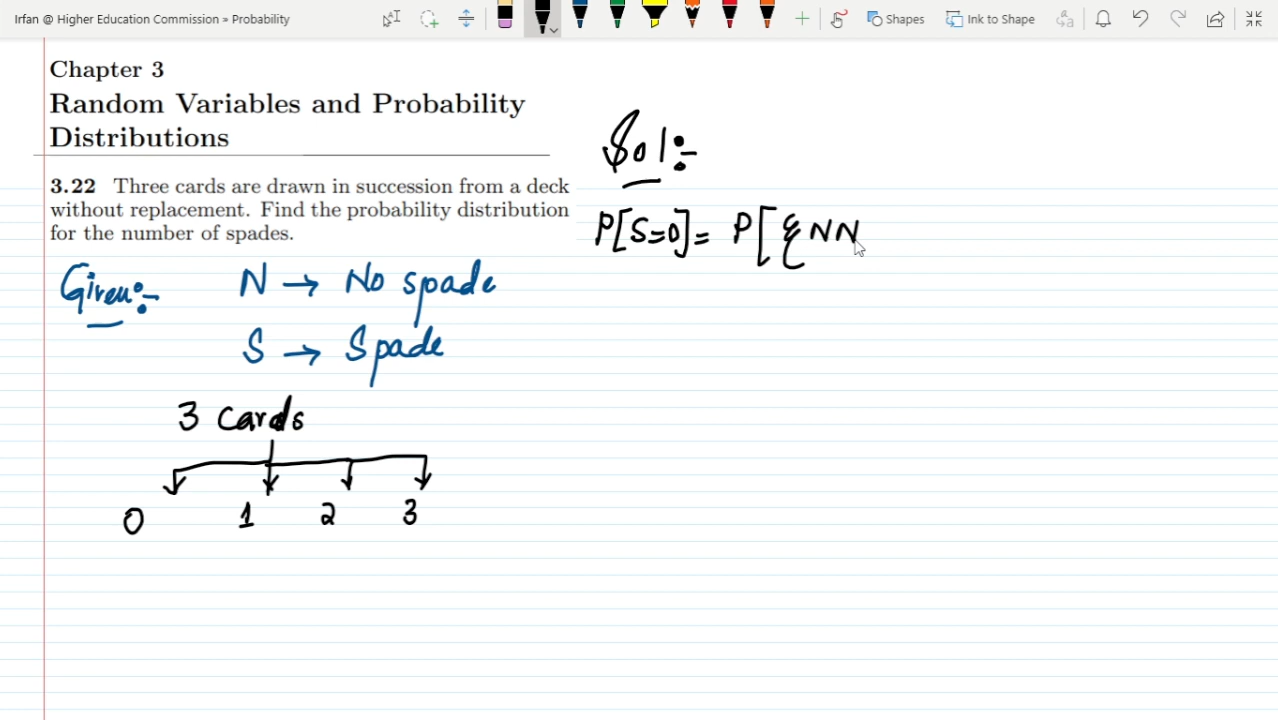 Irfan @ Higher Education Commission » Probability
Shapes
Ink to Shape
Chapter 3
Random Variables and Probability
Distributions
3.22 Three cards are drawn in succession from a deck
without replacement. Find the probability distribution
for the number of spades.
Given:-
N → No spade
S → Spade
3 cards
0 1 2 3
Sol:-
P[S=0]= P[{NN